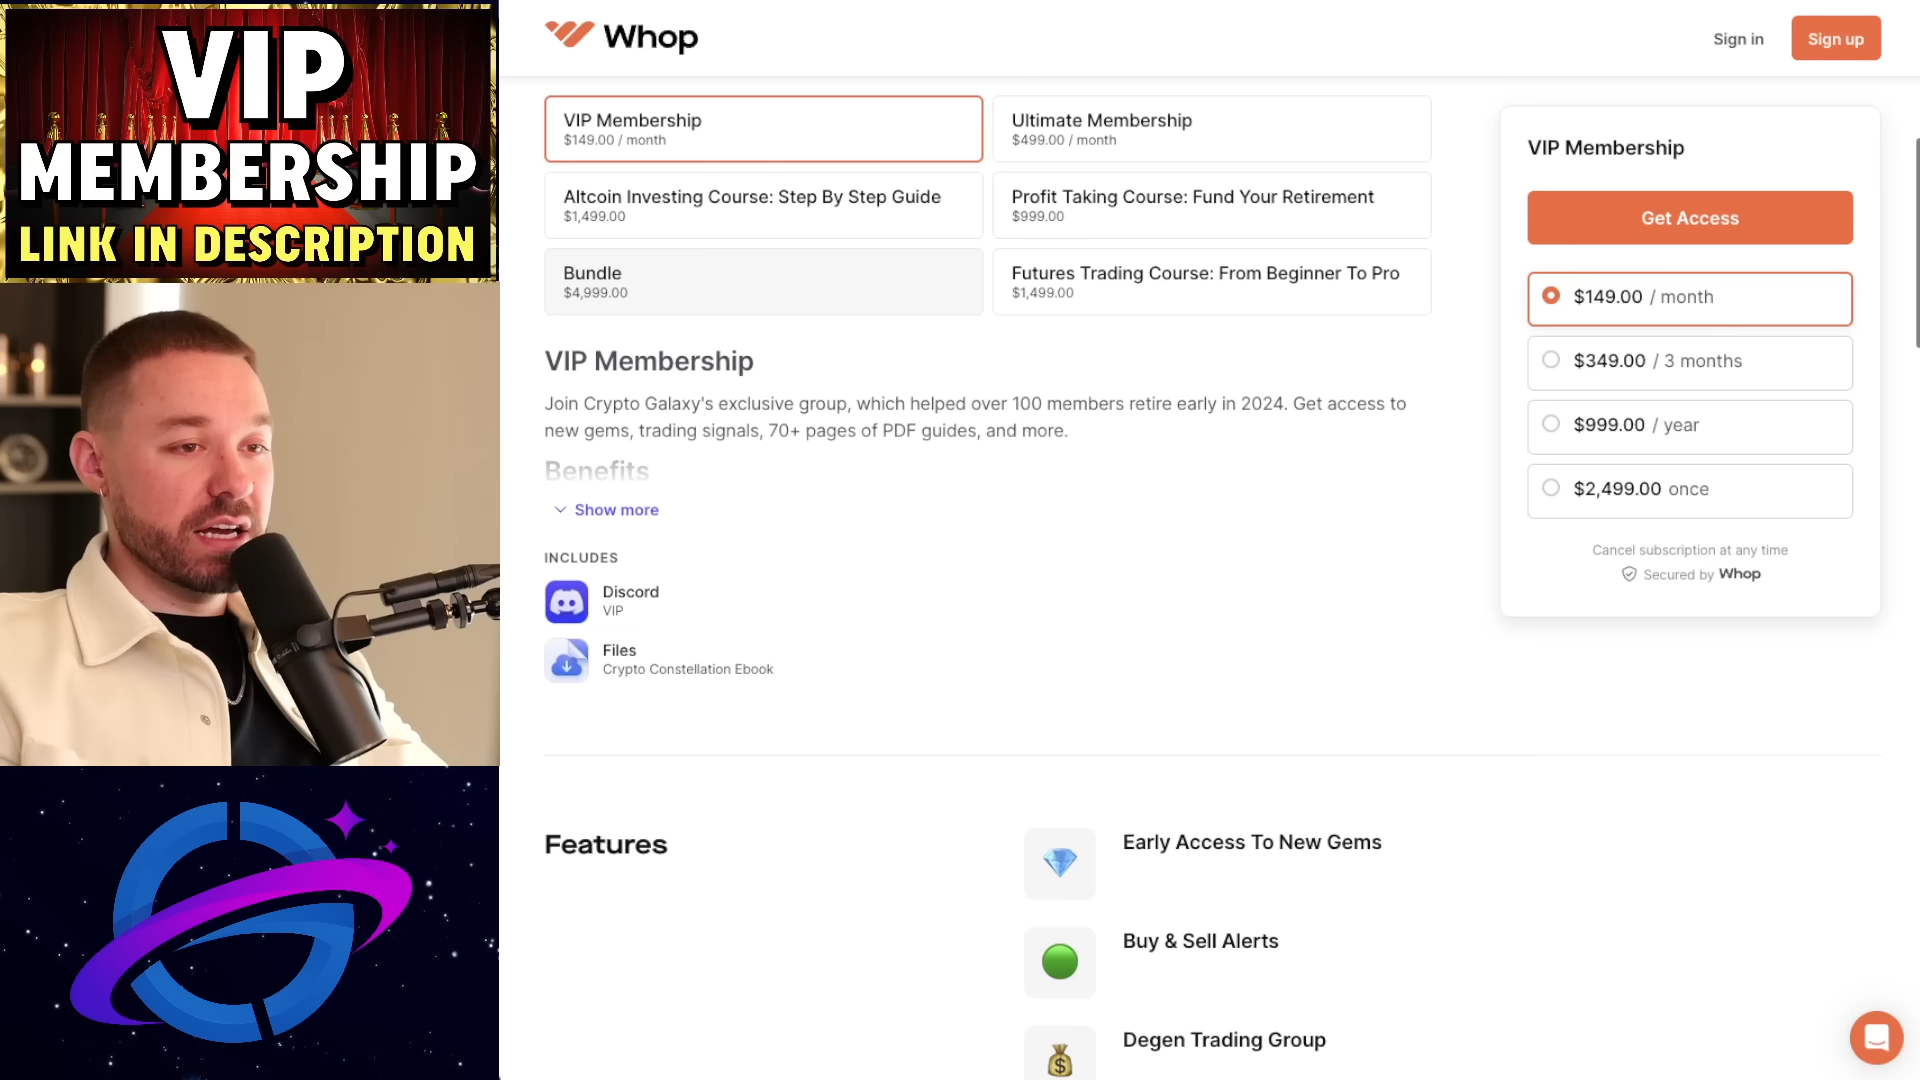 VIP
MEMBERSHIP
LINK IN DESCRIPTION
Whop
Sign in
Sign up
VIP Membership
$149.00 / month
Ultimate Membership
$499.00 / month
Altcoin Investing Course: Step By Step Guide
$1,499.00
Profit Taking Course: Fund Your Retirement
$999.00
Bundle
$4,999.00
Futures Trading Course: From Beginner To Pro
$1,499.00
VIP Membership
Join Crypto Galaxy's exclusive group, which helped over 100 members retire early in 2024. Get access to
new gems, trading signals, 70+ pages of PDF guides, and more.
Benefits
Show more
INCLUDES
Discord
VIP
Files
Crypto Constellation Ebook
VIP Membership
Get Access
$149.00 / month
$349.00 / 3 months
$999.00 / year
$2,499.00 once
Cancel subscription at any time
Secured by Whop
Features
Early Access To New Gems
Buy & Sell Alerts
Degen Trading Group